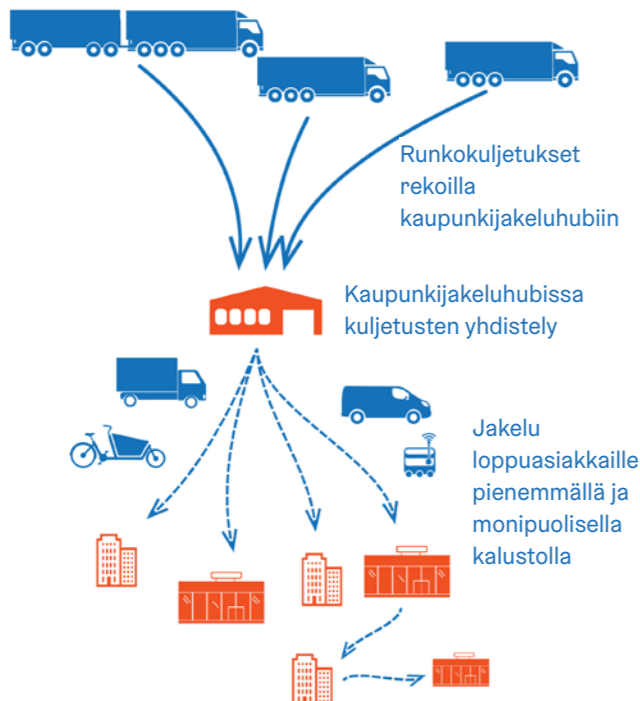 Runkokuljetukset
rekoilla
kaupunkijakeluhubiin
Kaupunkijakeluhubissa
kuljetusten yhdistely
Jakelu
loppuasiakkaille
pienemmällä ja
monipuolisella
kalustolla